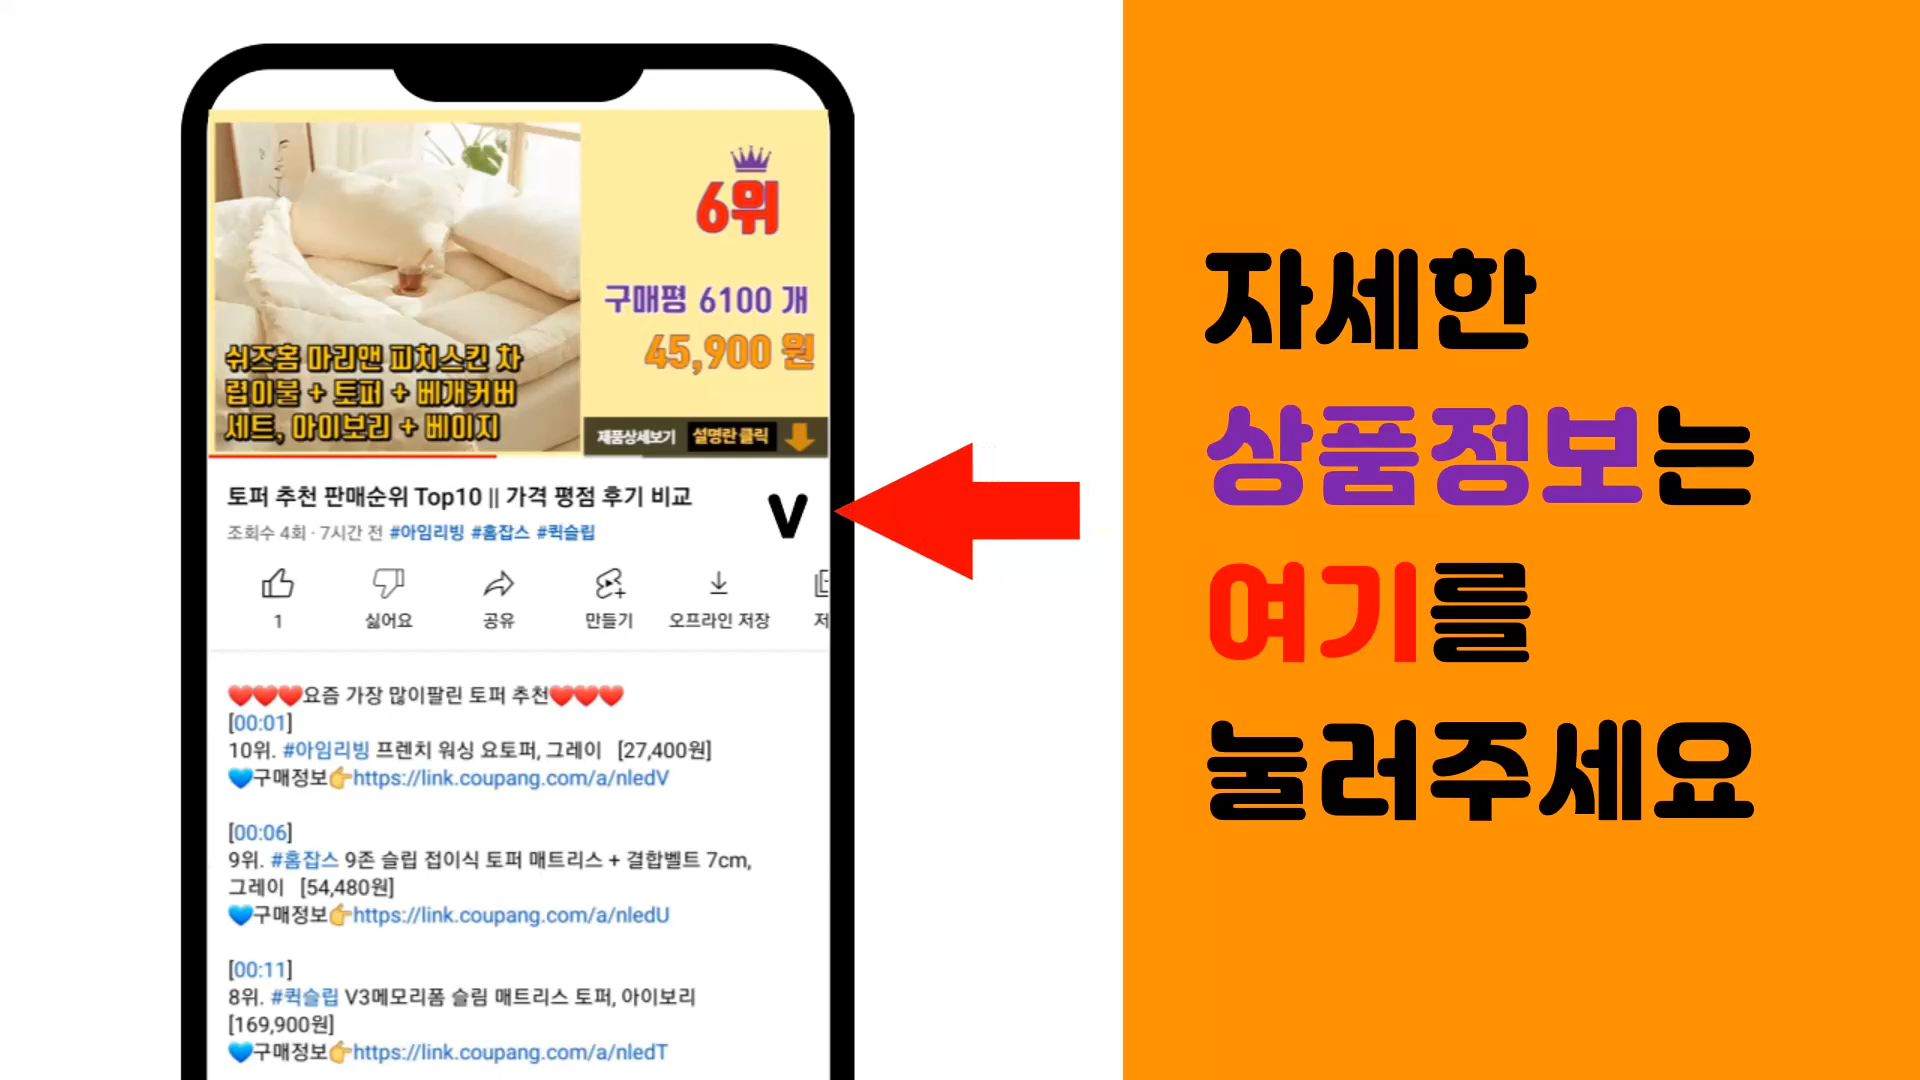 6위
구매평 6100 개
45,900 원
쉬즈홈 마리앤 피치스킨 차
렵이불 + 토퍼 + 베개커버
세트, 아이보리 + 베이지
제품상세보기 설명란 클릭
토퍼 추천 판매순위 Top10 || 가격 평점 후기 비교
V
조회수 4회 · 7시간 전 #아임리빙 #홈잡스 #퀵슬립
1 싫어요 공유 만들기 오프라인 저장 저
❤️❤️❤️요즘 가장 많이팔린 토퍼 추천❤️❤️❤️
[00:01]
10위. #아임리빙 프렌치 워싱 요토퍼, 그레이 [27,400원]
💙구매정보👉https://link.coupang.com/a/nledV
[00:06]
9위. #홈잡스 9존 슬립 접이식 토퍼 매트리스 + 결합벨트 7cm,
그레이 [54,480원]
💙구매정보👉https://link.coupang.com/a/nledU
[00:11]
8위. #퀵슬립 V3메모리폼 슬림 매트리스 토퍼, 아이보리
[169,900원]
💙구매정보👉https://link.coupang.com/a/nledT
자세한
상품정보는
여기를
눌러주세요